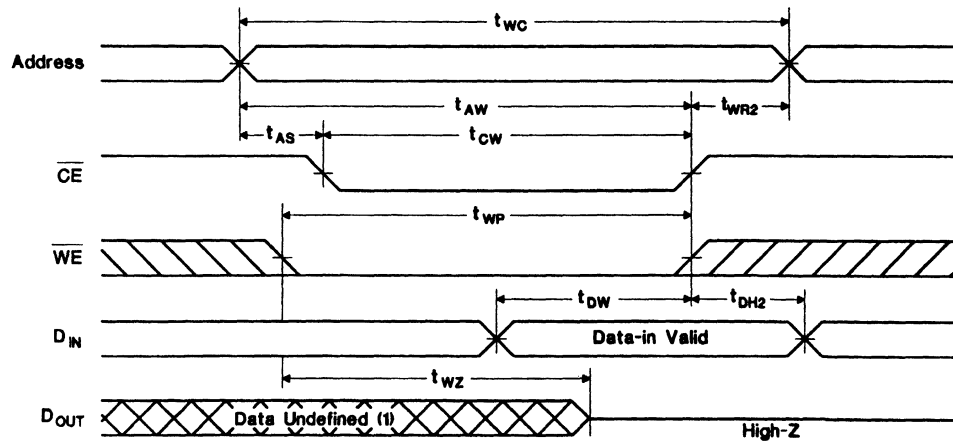 tWC
Address
tAW
tWR2
tAS
tCW
CE
tWP
WE
tDW
tDH2
DIN
Data-in Valid
tWZ
DOUT
Data Undefined (1)
High-Z